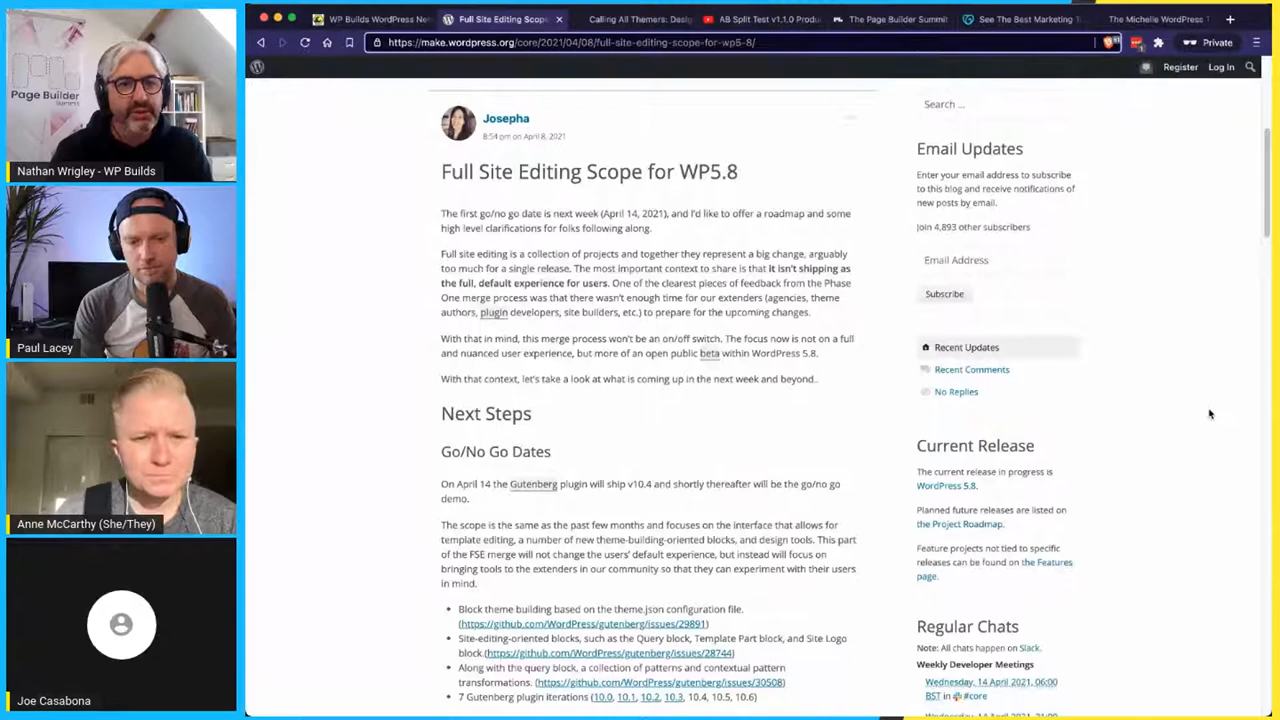 WP Builds WordPress Ne
Full Site Editing Scope
Calling All Themers: Desig
AB Split Test v1.1.0 Produ
The Page Builder Summit
See The Best Marketing T
The Michelle WordPress T
https://make.wordpress.org/core/2021/04/08/full-site-editing-scope-for-wp5-8/
Private
Register
Log In
Page Builder
Summit
Nathan Wrigley - WP Builds
Paul Lacey
Anne McCarthy (She/They)
Joe Casabona
Josepha
8:54 pm on April 8, 2021
Full Site Editing Scope for WP5.8
The first go/no go date is next week (April 14, 2021), and I'd like to offer a roadmap and some
high level clarifications for folks following along.
Full site editing is a collection of projects and together they represent a big change, arguably
too much for a single release. The most important context to share is that it isn't shipping as
the full, default experience for users. One of the clearest pieces of feedback from the Phase
One merge process was that there wasn't enough time for our extenders (agencies, theme
authors, plugin developers, site builders, etc.) to prepare for the upcoming changes.
With that in mind, this merge process won't be an on/off switch. The focus now is not on a full
and nuanced user experience, but more of an open public beta within WordPress 5.8.
With that context, let's take a look at what is coming up in the next week and beyond..
Next Steps
Go/No Go Dates
On April 14 the Gutenberg plugin will ship v10.4 and shortly thereafter will be the go/no go
demo.
The scope is the same as the past few months and focuses on the interface that allows for
template editing, a number of new theme-building-oriented blocks, and design tools. This part
of the FSE merge will not change the users' default experience, but instead will focus on
bringing tools to the extenders in our community so that they can experiment with their users
in mind.
Block theme building based on the theme.json configuration file.
(https://github.com/WordPress/gutenberg/issues/29891)
Site-editing-oriented blocks, such as the Query block, Template Part block, and Site Logo
block.(https://github.com/WordPress/gutenberg/issues/28744)
Along with the query block, a collection of patterns and contextual pattern
transformations. (https://github.com/WordPress/gutenberg/issues/30508)
7 Gutenberg plugin iterations (10.0, 10.1, 10.2, 10.3, 10.4, 10.5, 10.6)
Search ...
Email Updates
Enter your email address to subscribe
to this blog and receive notifications of
new posts by email.
Join 4,893 other subscribers
Email Address
Subscribe
Recent Updates
Recent Comments
No Replies
Current Release
The current release in progress is
WordPress 5.8.
Planned future releases are listed on
the Project Roadmap.
Feature projects not tied to specific
releases can be found on the Features
page.
Regular Chats
Note: All chats happen on Slack.
Weekly Developer Meetings
Wednesday, 14 April 2021, 06:00
BST in #core